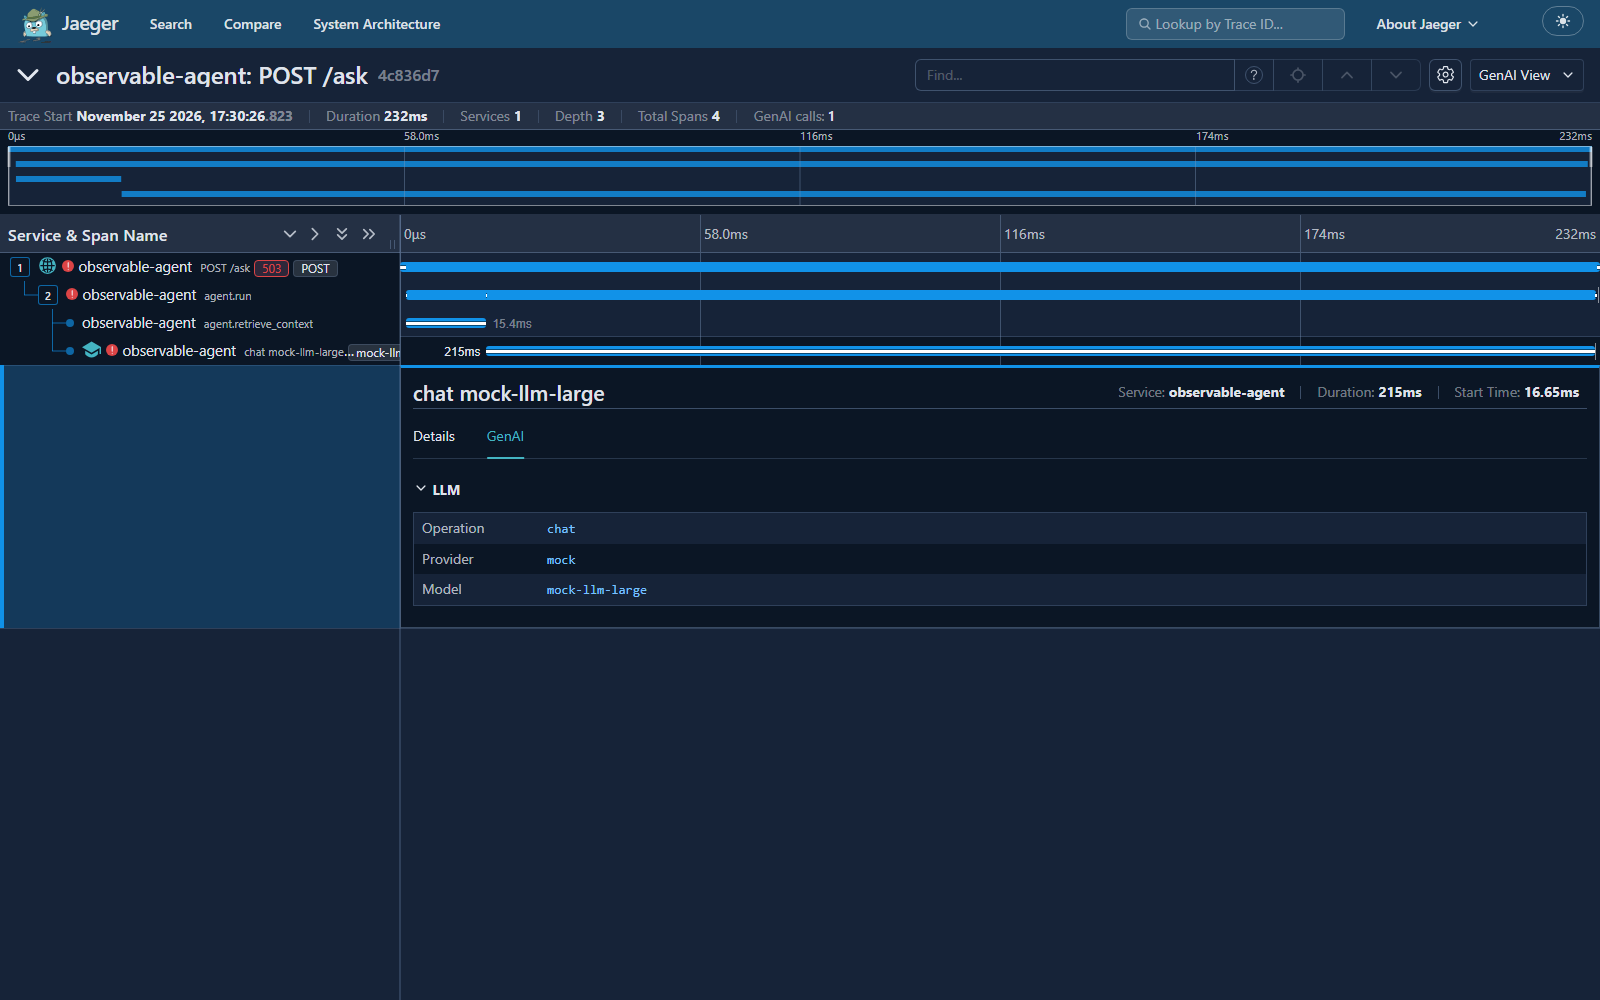 Jaeger
Search
Compare
System Architecture
Lookup by Trace ID...
About Jaeger
observable-agent: POST /ask 4c836d7
Find...
?
GenAI View
Trace Start November 25 2026, 17:30:26.823
Duration 232ms
Services 1
Depth 3
Total Spans 4
GenAI calls: 1
0μs
58.0ms
116ms
174ms
232ms
Service & Span Name
0μs
58.0ms
116ms
174ms
232ms
1 observable-agent POST /ask 503 POST
2 observable-agent agent.run
observable-agent agent.retrieve_context
15.4ms
observable-agent chat mock-llm-large... mock-llm
215ms
chat mock-llm-large
Service: observable-agent
Duration: 215ms
Start Time: 16.65ms
Details
GenAI
LLM
Operation chat
Provider mock
Model mock-llm-large